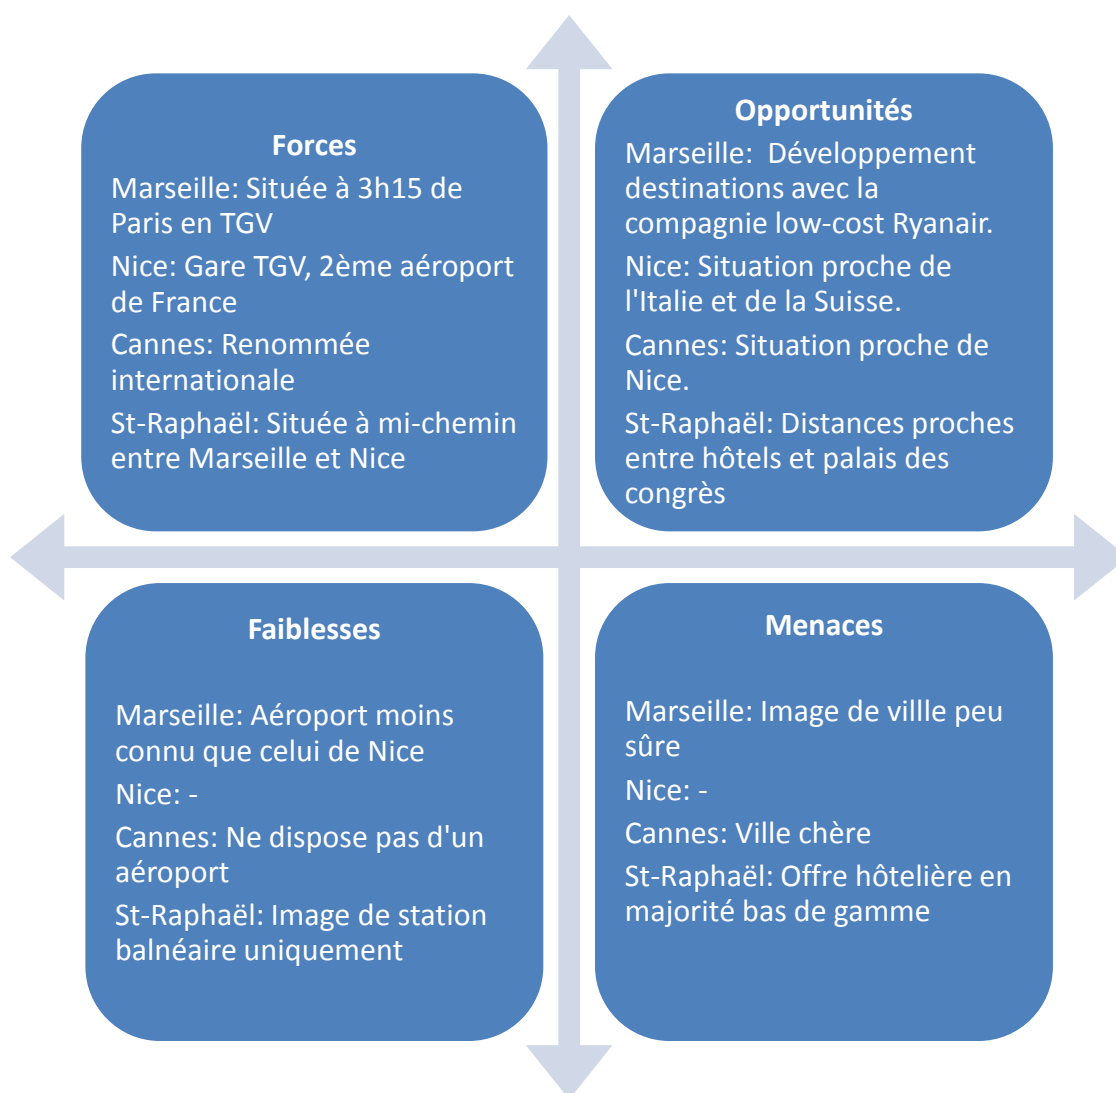 Forces
Marseille: Située à 3h15 de
Paris en TGV
Nice: Gare TGV, 2ème aéroport
de France
Cannes: Renommée
internationale
St-Raphaël: Située à mi-chemin
entre Marseille et Nice
Opportunités
Marseille:  Développement
destinations avec la
compagnie low-cost Ryanair.
Nice: Situation proche de
l'Italie et de la Suisse.
Cannes: Situation proche de
Nice.
St-Raphaël: Distances proches
entre hôtels et palais des
congrès
Faiblesses
Marseille: Aéroport moins
connu que celui de Nice
Nice: -
Cannes: Ne dispose pas d'un
aéroport
St-Raphaël: Image de station
balnéaire uniquement
Menaces
Marseille: Image de villle peu
sûre
Nice: -
Cannes: Ville chère
St-Raphaël: Offre hôtelière en
majorité bas de gamme